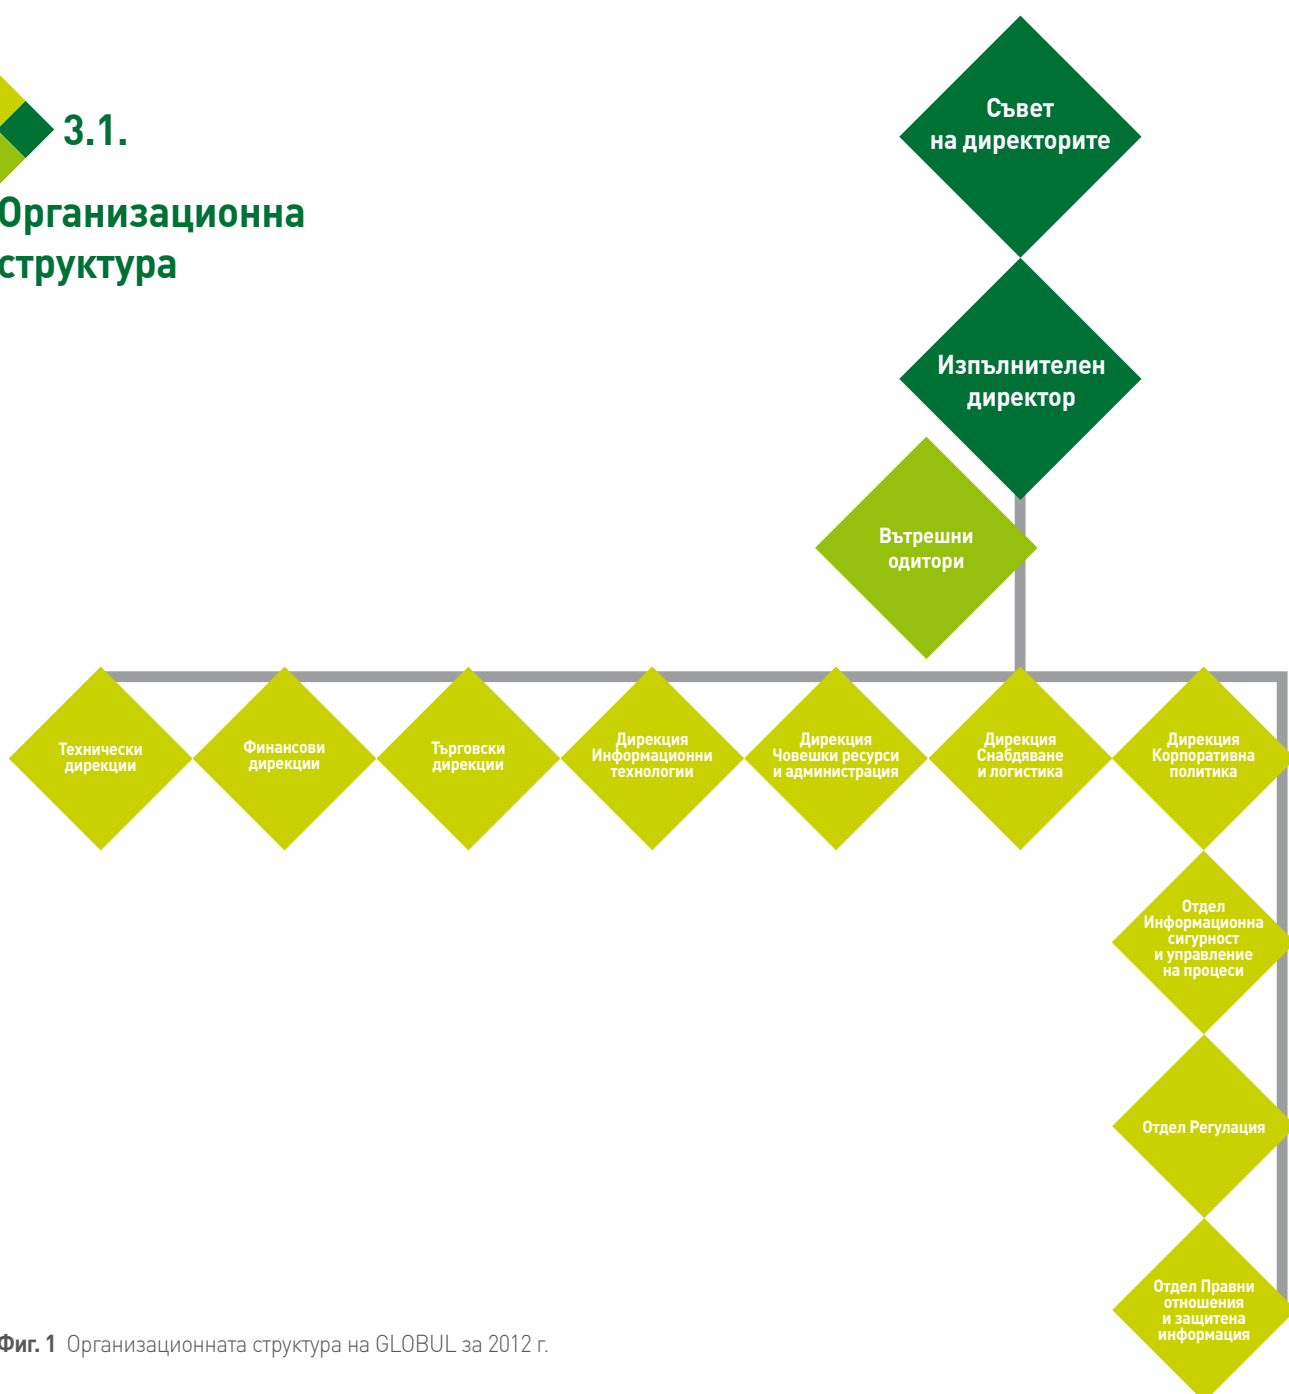 3.1.
Организационна
структура
Съвет
на директорите
Изпълнителен
директор
Вътрешни
одитори
Технически
дирекции
Финансови
дирекции
Търговски
дирекции
Дирекция
Информационни
технологии
Дирекция
Човешки ресурси
и администрация
Дирекция
Снабдяване
и логистика
Дирекция
Корпоративна
политика
Отдел
Информационна
сигурност
и управление
на процеси
Отдел Регулация
Отдел Правни
отношения
и защитена
информация
Фиг. 1 Организационната структура на GLOBUL за 2012 г.